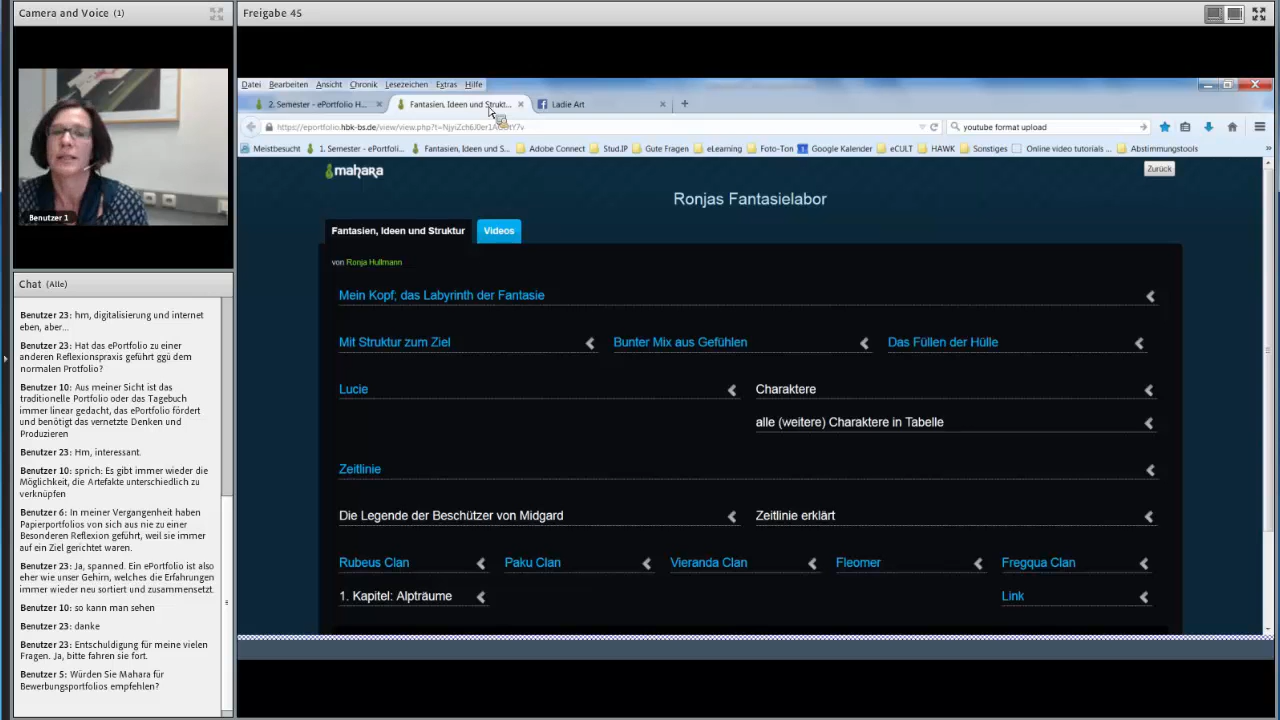 Camera and Voice (1)
Benutzer 1
Chat (Alle)
Benutzer 23: hm, digitalisierung und internet
eben, aber...
Benutzer 23: Hat das ePortfolio zu einer
anderen Reflexionspraxis geführt ggü dem
normalen Protfolio?
Benutzer 10: Aus meiner Sicht ist das
traditionelle Portfolio oder das Tagebuch
immer linear gedacht, das ePortfolio fördert
und benötigt das vernetzte Denken und
Produzieren
Benutzer 23: Hm, interessant.
Benutzer 10: sprich: Es gibt immer wieder die
Möglichkeit, die Artefakte unterschiedlich zu
verknüpfen
Benutzer 6: In meiner Vergangenheit haben
Papierportfolios von sich aus nie zu einer
Besonderen Reflexion geführt, weil sie immer
auf ein Ziel gerichtet waren.
Benutzer 23: Ja, spanned. Ein ePortfolio ist also
eher wie unser Gehirn, welches die Erfahrungen
immer wieder neu sortiert und zusammensetzt.
Benutzer 10: so kann man sehen
Benutzer 23: danke
Benutzer 23: Entschuldigung für meine vielen
Fragen. Ja, bitte fahren sie fort.
Benutzer 5: Würden Sie Mahara für
Bewerbungsportfolios empfehlen?
Freigabe 45
Datei Bearbeiten Ansicht Chronik Lesezeichen Extras Hilfe
2. Semester - ePortfolio H... Fantasien, Ideen und Strukt... Ladie Art
youtube format upload
Meistbesucht 1. Semester - ePortfoli... Fantasien, Ideen und S... Adobe Connect Stud.IP Gute Fragen eLearning Foto-Ton Google Kalender eCULT HAWK Sonstiges Online video tutorials ... Abstimmungstools
mahara Zurück
Ronjas Fantasielabor
Fantasien, Ideen und Struktur Videos
von Ronja Hullmann
Mein Kopf; das Labyrinth der Fantasie
Mit Struktur zum Ziel Bunter Mix aus Gefühlen Das Füllen der Hülle
Lucie Charaktere
alle (weitere) Charaktere in Tabelle
Zeitlinie
Die Legende der Beschützer von Midgard Zeitlinie erklärt
Rubeus Clan Paku Clan Vieranda Clan Fleomer Fregqua Clan
1. Kapitel: Alpträume Link